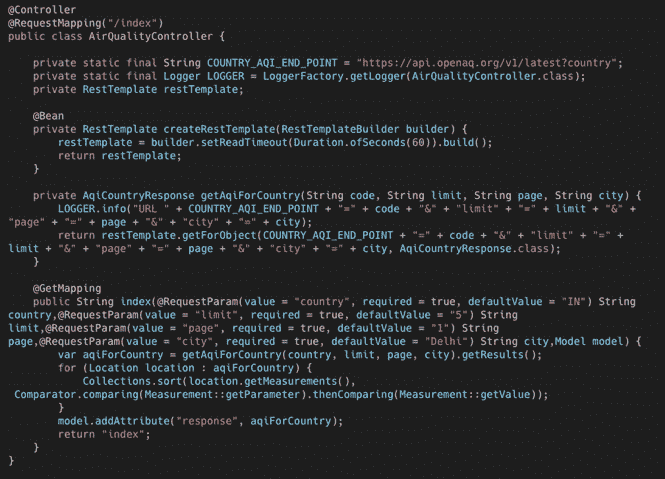 @Controller
@RequestMapping("/index")
public class AirQualityController {
    private static final String COUNTRY_AQI_END_POINT = "https://api.openaq.org/v1/latest?country";
    private static final Logger LOGGER = LoggerFactory.getLogger(AirQualityController.class);
    private RestTemplate restTemplate;
    @Bean
    private RestTemplate createRestTemplate(RestTemplateBuilder builder) {
        restTemplate = builder.setReadTimeout(Duration.ofSeconds(60)).build();
        return restTemplate;
    }
    private AqiCountryResponse getAqiForCountry(String code, String limit, String page, String city) {
        LOGGER.info("URL " + COUNTRY_AQI_END_POINT + "=" + code + "&" + "limit" + "=" + limit + "&" +
"page" + "=" + page + "&" + "city" + "=" + city);
        return restTemplate.getForObject(COUNTRY_AQI_END_POINT + "=" + code + "&" + "limit" + "=" +
limit + "&" + "page" + "=" + page + "&" + "city" + "=" + city, AqiCountryResponse.class);
    }
    @GetMapping
    public String index(@RequestParam(value = "country", required = true, defaultValue = "IN") String
country,@RequestParam(value = "limit", required = true, defaultValue = "5") String
limit,@RequestParam(value = "page", required = true, defaultValue = "1") String
page,@RequestParam(value = "city", required = true, defaultValue = "Delhi") String city,Model model) {
        var aqiForCountry = getAqiForCountry(country, limit, page, city).getResults();
        for (Location location : aqiForCountry) {
            Collections.sort(location.getMeasurements(),
 Comparator.comparing(Measurement::getParameter).thenComparing(Measurement::getValue));
        }
        model.addAttribute("response", aqiForCountry);
        return "index";
    }
}